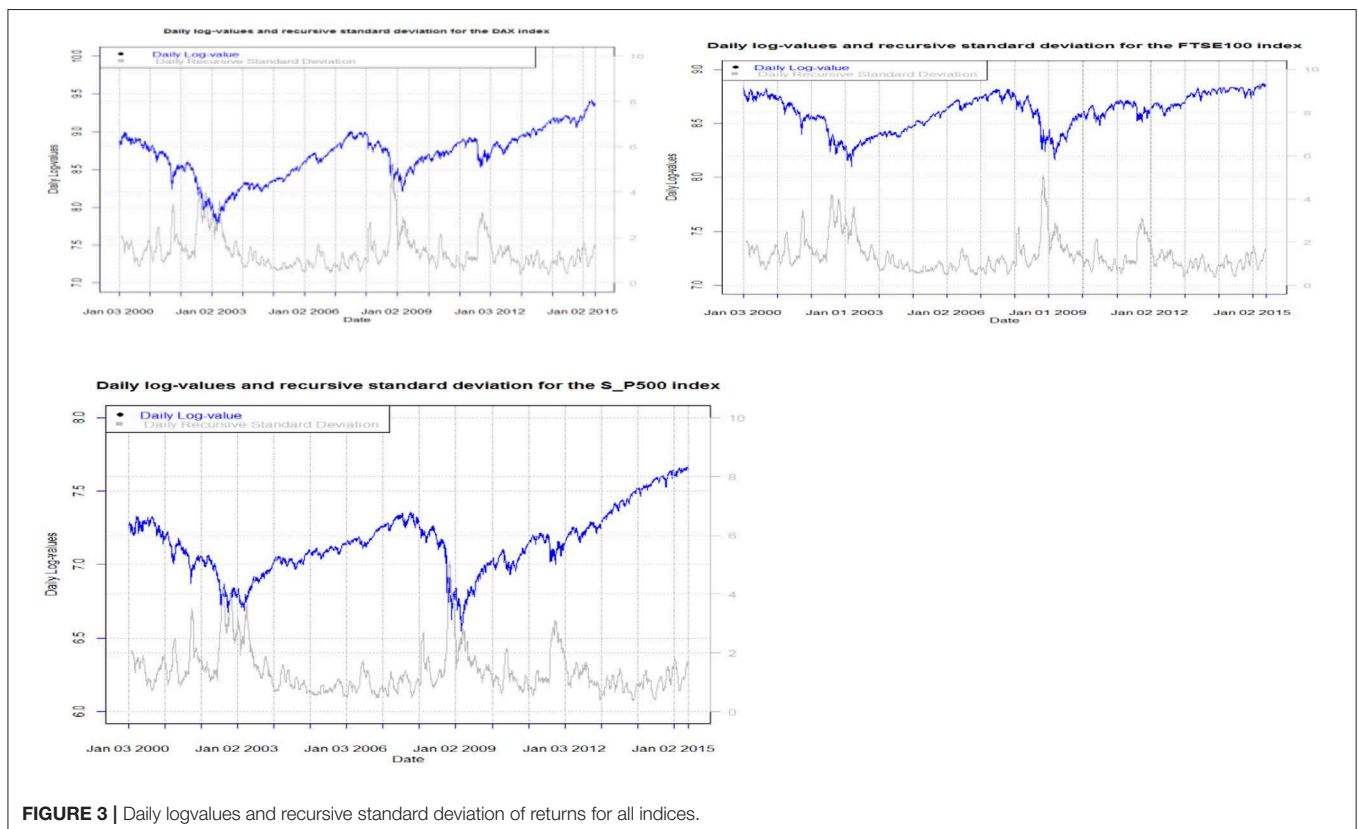 Daily log-values and recursive standard deviation for the DAX index
Daily Log-value
Daily Recursive Standard Deviation
10.0
9.5
9.0
8.5
8.0
7.5
7.0
Daily Log-values
10
8
6
4
2
0
Jan 03 2000
Jan 02 2003
Jan 02 2006
Jan 02 2009
Jan 03 2012
Jan 02 2015
Date
Daily log-values and recursive standard deviation for the FTSE100 index
Daily Log-value
Daily Recursive Standard Deviation
9.0
8.5
8.0
7.5
7.0
Daily Log-values
10
8
6
4
2
0
Jan 03 2000
Jan 01 2003
Jan 02 2006
Jan 01 2009
Jan 02 2012
Jan 02 2015
Date
Daily log-values and recursive standard deviation for the S_P500 index
Daily Log-value
Daily Recursive Standard Deviation
8.0
7.5
7.0
6.5
6.0
Daily Log-values
10
8
6
4
2
0
Jan 03 2000
Jan 02 2003
Jan 03 2006
Jan 02 2009
Jan 03 2012
Jan 02 2015
Date
FIGURE 3 | Daily logvalues and recursive standard deviation of returns for all indices.